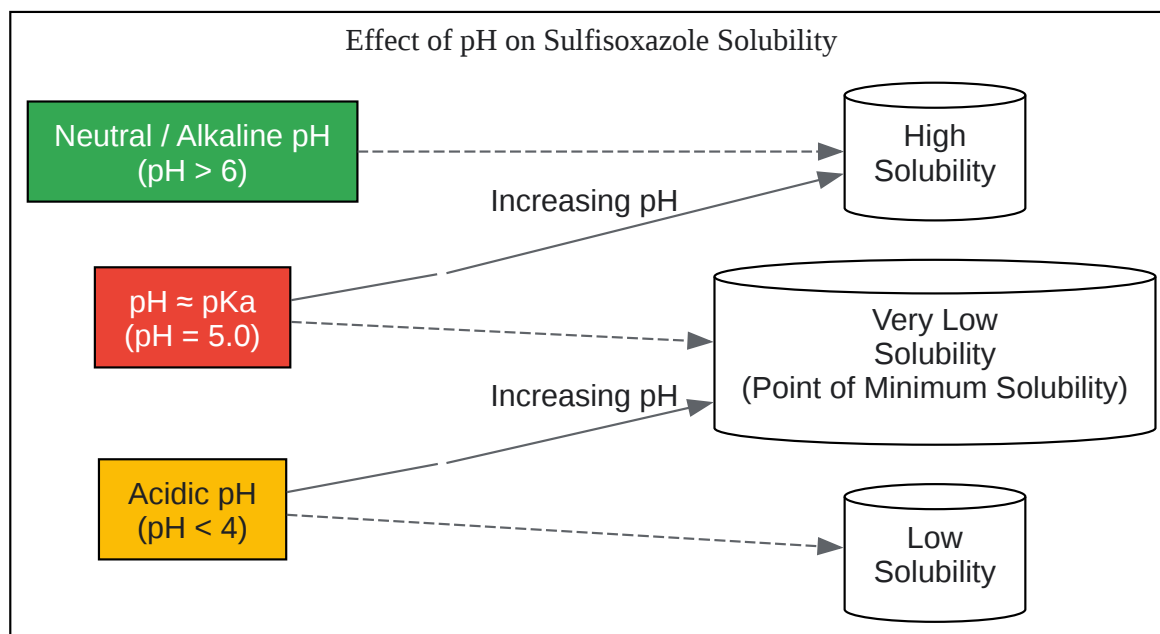 Effect of pH on Sulfisoxazole Solubility
Neutral / Alkaline pH
(pH > 6)
High
Solubility
Increasing pH
pH ≈ pKa
(pH = 5.0)
Very Low
Solubility
(Point of Minimum Solubility)
Increasing pH
Acidic pH
(pH < 4)
Low
Solubility